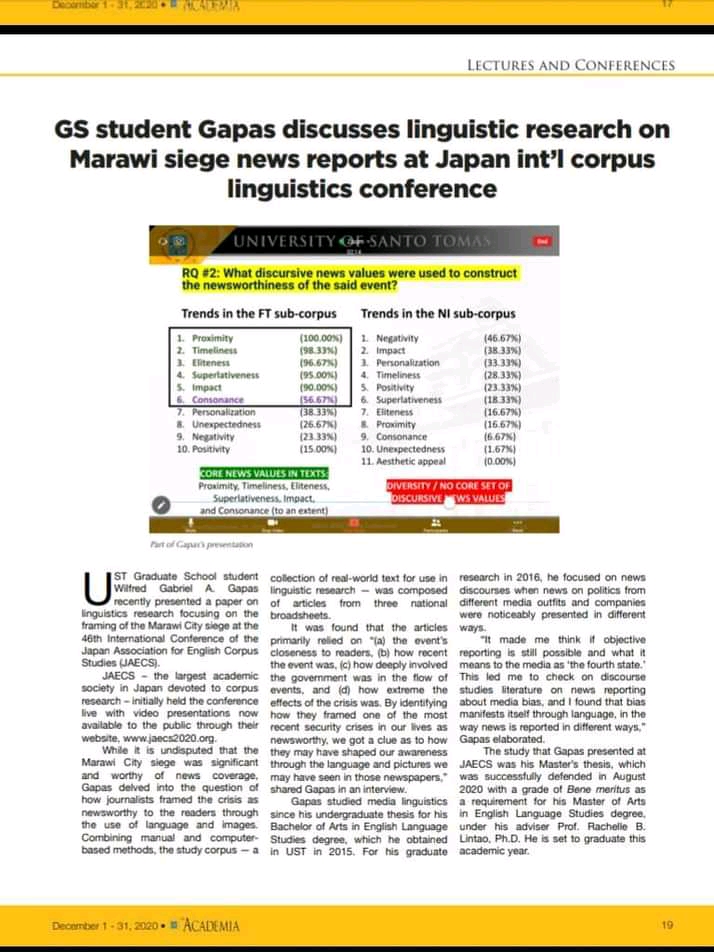 December 1 - 31, 2020 • ACADEMIA 17
LECTURES AND CONFERENCES
GS student Gapas discusses linguistic research on
Marawi siege news reports at Japan int'l corpus
linguistics conference
UNIVERSITY OF SANTO TOMAS
End
RQ #2: What discursive news values were used to construct
the newsworthiness of the said event?
Trends in the FT sub-corpus
1. Proximity (100.00%)
2. Timeliness (98.33%)
3. Eliteness (96.67%)
4. Superlativeness (95.00%)
5. Impact (90.00%)
6. Consonance (56.67%)
7. Personalization (38.33%)
8. Unexpectedness (26.67%)
9. Negativity (23.33%)
10. Positivity (15.00%)
CORE NEWS VALUES IN TEXTS:
Proximity, Timeliness, Eliteness,
Superlativeness, Impact,
and Consonance (to an extent)
Trends in the NI sub-corpus
1. Negativity (46.67%)
2. Impact (38.33%)
3. Personalization (33.33%)
4. Timeliness (28.33%)
5. Positivity (23.33%)
6. Superlativeness (18.33%)
7. Eliteness (16.67%)
8. Proximity (16.67%)
9. Consonance (6.67%)
10. Unexpectedness (1.67%)
11. Aesthetic appeal (0.00%)
DIVERSITY / NO CORE SET OF
DISCURSIVE NEWS VALUES
Part of Gapas's presentation
UST Graduate School student
Wilfred Gabriel A. Gapas
recently presented a paper on
linguistics research focusing on the
framing of the Marawi City siege at the
46th International Conference of the
Japan Association for English Corpus
Studies (JAECS).
JAECS – the largest academic
society in Japan devoted to corpus
research – initially held the conference
live with video presentations now
available to the public through their
website, www.jaecs2020.org.
While it is undisputed that the
Marawi City siege was significant
and worthy of news coverage,
Gapas delved into the question of
how journalists framed the crisis as
newsworthy to the readers through
the use of language and images.
Combining manual and computer-
based methods, the study corpus — a
collection of real-world text for use in
linguistic research — was composed
of articles from three national
broadsheets.
It was found that the articles
primarily relied on "(a) the event's
closeness to readers, (b) how recent
the event was, (c) how deeply involved
the government was in the flow of
events, and (d) how extreme the
effects of the crisis was. By identifying
how they framed one of the most
recent security crises in our lives as
newsworthy, we got a clue as to how
they may have shaped our awareness
through the language and pictures we
may have seen in those newspapers,"
shared Gapas in an interview.
Gapas studied media linguistics
since his undergraduate thesis for his
Bachelor of Arts in English Language
Studies degree, which he obtained
in UST in 2015. For his graduate
research in 2016, he focused on news
discourses when news on politics from
different media outfits and companies
were noticeably presented in different
ways.
"It made me think if objective
reporting is still possible and what it
means to the media as 'the fourth state.'
This led me to check on discourse
studies literature on news reporting
about media bias, and I found that bias
manifests itself through language, in the
way news is reported in different ways,"
Gapas elaborated.
The study that Gapas presented at
JAECS was his Master's thesis, which
was successfully defended in August
2020 with a grade of Bene meritus as
a requirement for his Master of Arts
in English Language Studies degree,
under his adviser Prof. Rachelle B.
Lintao, Ph.D. He is set to graduate this
academic year.
December 1 - 31, 2020 • ACADEMIA 19